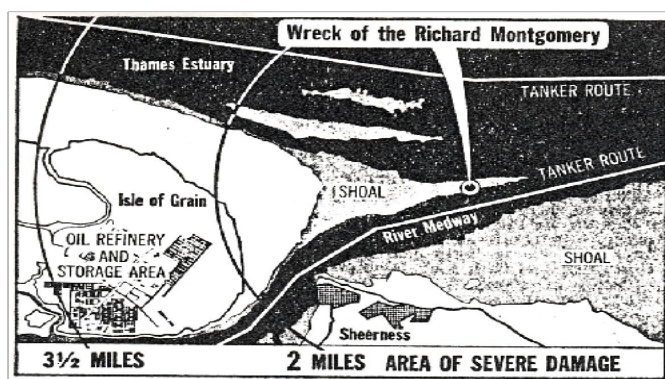 Wreck of the Richard Montgomery
Thames Estuary
TANKER ROUTE
TANKER ROUTE
Isle of Grain
SHOAL
River Medway
OIL REFINERY
AND
STORAGE AREA
SHOAL
Sheerness
3½ MILES
2 MILES AREA OF SEVERE DAMAGE